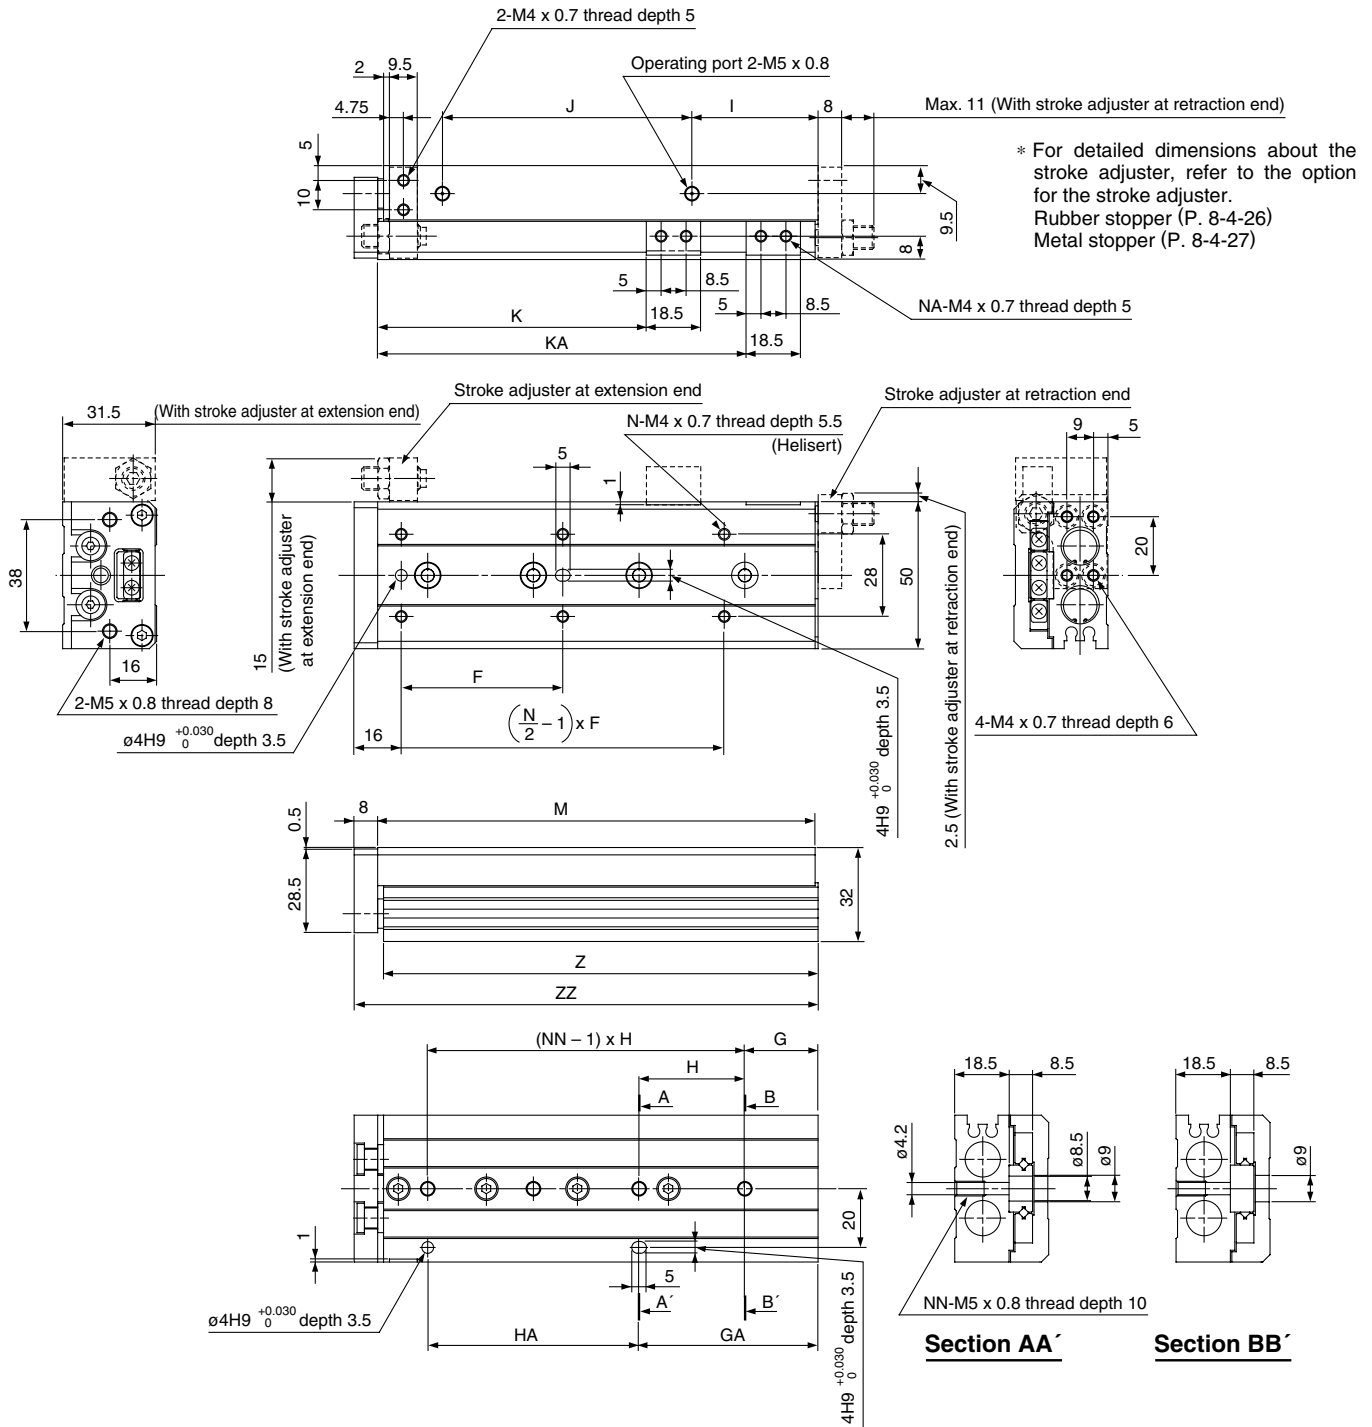 2-M4 x 0.7 thread depth 5
2
9.5
Operating port 2-M5 x 0.8
4.75
J
I
8
Max. 11 (With stroke adjuster at retraction end)
5
10
9.5
8
* For detailed dimensions about the
stroke adjuster, refer to the option
for the stroke adjuster.
Rubber stopper (P. 8-4-26)
Metal stopper (P. 8-4-27)
5
8.5
5
8.5
NA-M4 x 0.7 thread depth 5
K
18.5
KA
18.5
31.5
(With stroke adjuster at extension end)
Stroke adjuster at extension end
Stroke adjuster at retraction end
N-M4 x 0.7 thread depth 5.5
(Helisert)
5
1
9
5
38
15
(With stroke adjuster
at extension end)
28
50
20
16
2-M5 x 0.8 thread depth 8
F
(N/2 – 1) x F
16
ø4H9 +0.030 0 depth 3.5
4H9 +0.030 0 depth 3.5
2.5 (With stroke adjuster at retraction end)
4-M4 x 0.7 thread depth 6
0.5
8
M
28.5
32
Z
ZZ
(NN – 1) x H
G
H
A
B
18.5
8.5
18.5
8.5
ø4.2
ø8.5
ø9
ø9
20
1
5
ø4H9 +0.030 0 depth 3.5
A´
B´
4H9 +0.030 0 depth 3.5
HA
GA
NN-M5 x 0.8 thread depth 10
Section AA´
Section BB´